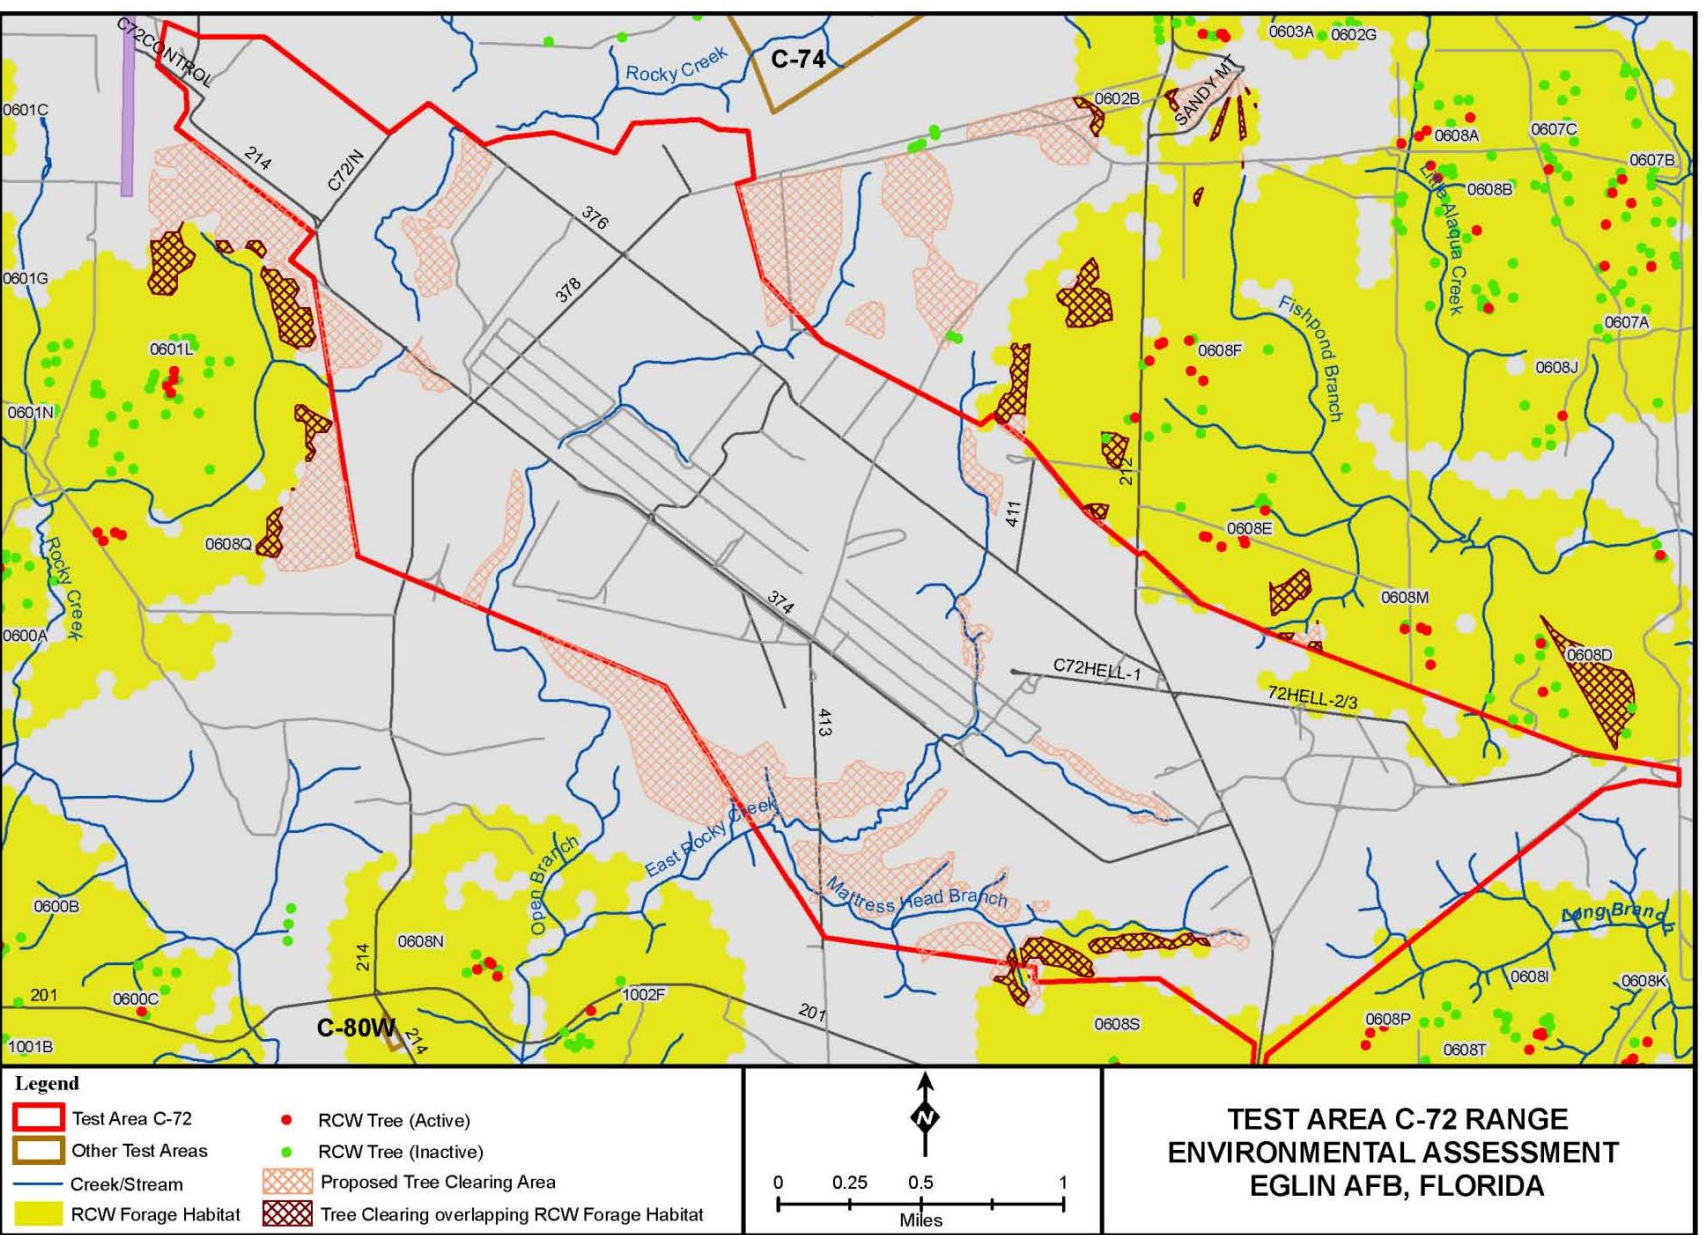 C72CONTROL
C-74
Rocky Creek
0603A
0602G
SANDY MT
0602B
0601C
0608A
0607C
214
C72/N
0607B
0608B
Little Alaqua Creek
376
0601G
378
Fishpond Branch
0607A
0601L
0608F
0608J
0601N
212
411
0608E
0608Q
Rocky Creek
374
0608M
0600A
0608D
C72HELL-1
72HELL-2/3
413
East Rocky Creek
Open Branch
Mattress Head Branch
0600B
Long Branch
0608N
214
0608I
0608K
201
0600C
1002F
201
C-80W
214
0608S
0608P
0608T
1001B
Legend
Test Area C-72
Other Test Areas
Creek/Stream
RCW Forage Habitat
RCW Tree (Active)
RCW Tree (Inactive)
Proposed Tree Clearing Area
Tree Clearing overlapping RCW Forage Habitat
N
0 0.25 0.5 1
Miles
TEST AREA C-72 RANGE
ENVIRONMENTAL ASSESSMENT
EGLIN AFB, FLORIDA